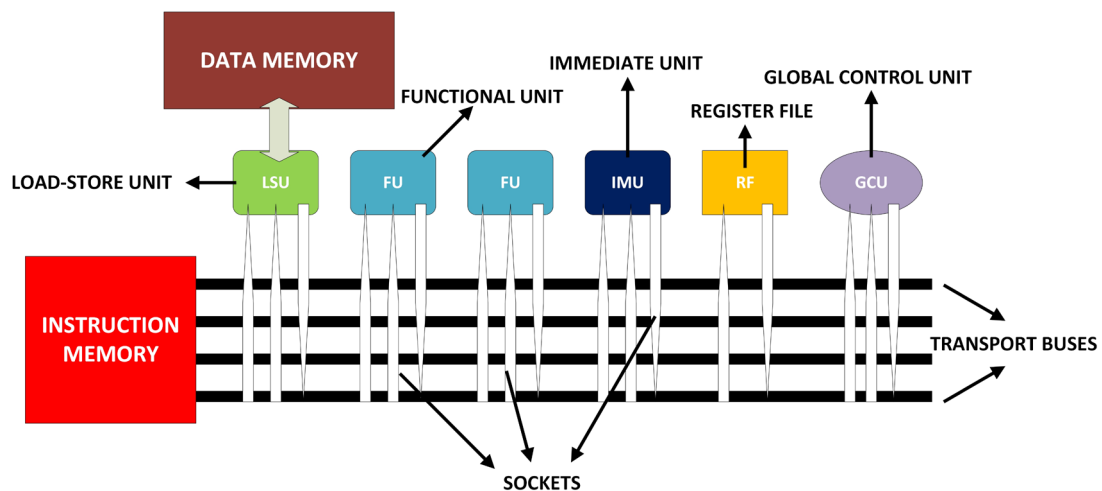 DATA MEMORY
IMMEDIATE UNIT
GLOBAL CONTROL UNIT
FUNCTIONAL UNIT
REGISTER FILE
LOAD-STORE UNIT
LSU
FU
FU
IMU
RF
GCU
INSTRUCTION
MEMORY
TRANSPORT BUSES
SOCKETS